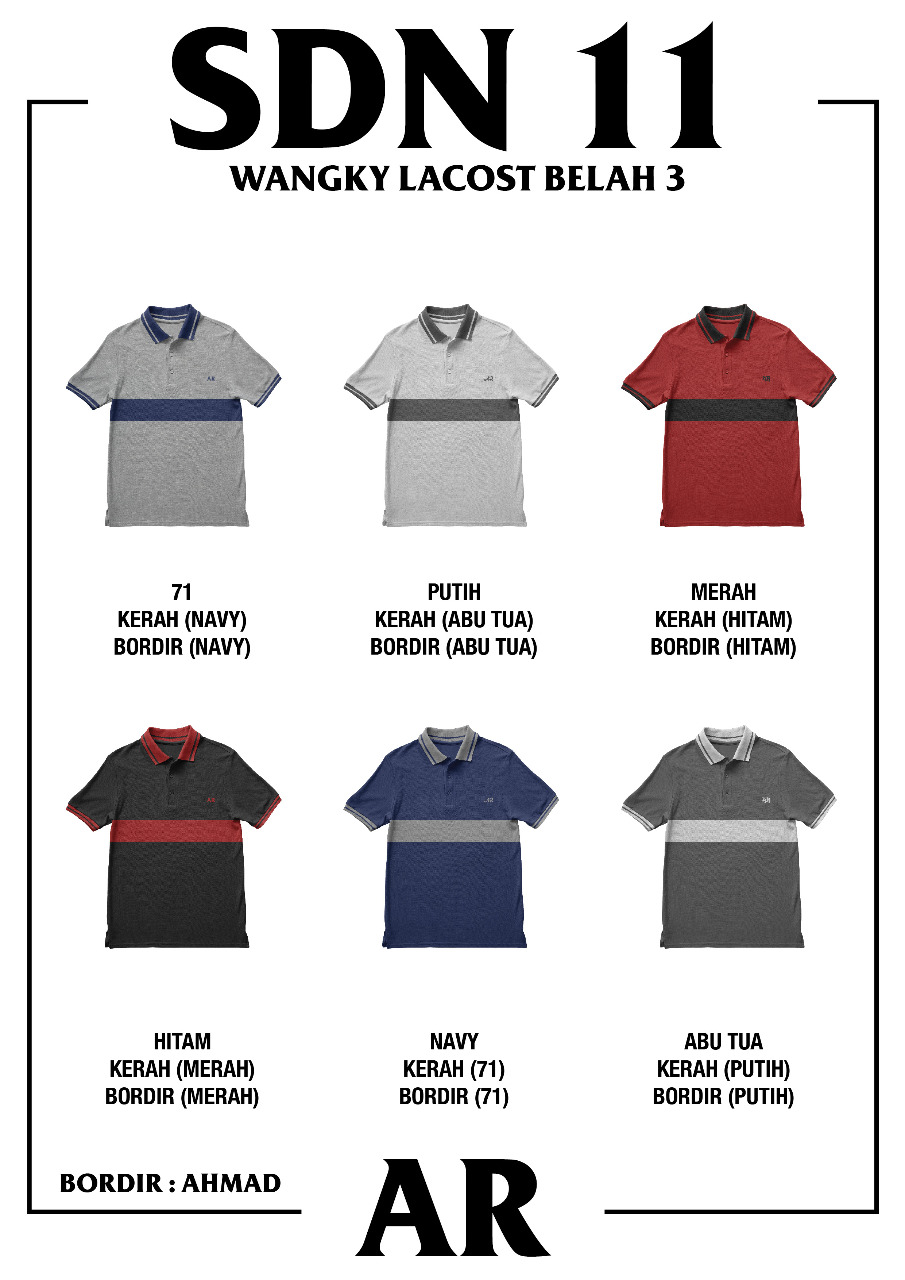 SDN 11
WANGKY LACOST BELAH 3
71
KERAH (NAVY)
BORDIR (NAVY)
PUTIH
KERAH (ABU TUA)
BORDIR (ABU TUA)
MERAH
KERAH (HITAM)
BORDIR (HITAM)
HITAM
KERAH (MERAH)
BORDIR (MERAH)
NAVY
KERAH (71)
BORDIR (71)
ABU TUA
KERAH (PUTIH)
BORDIR (PUTIH)
BORDIR : AHMAD
AR